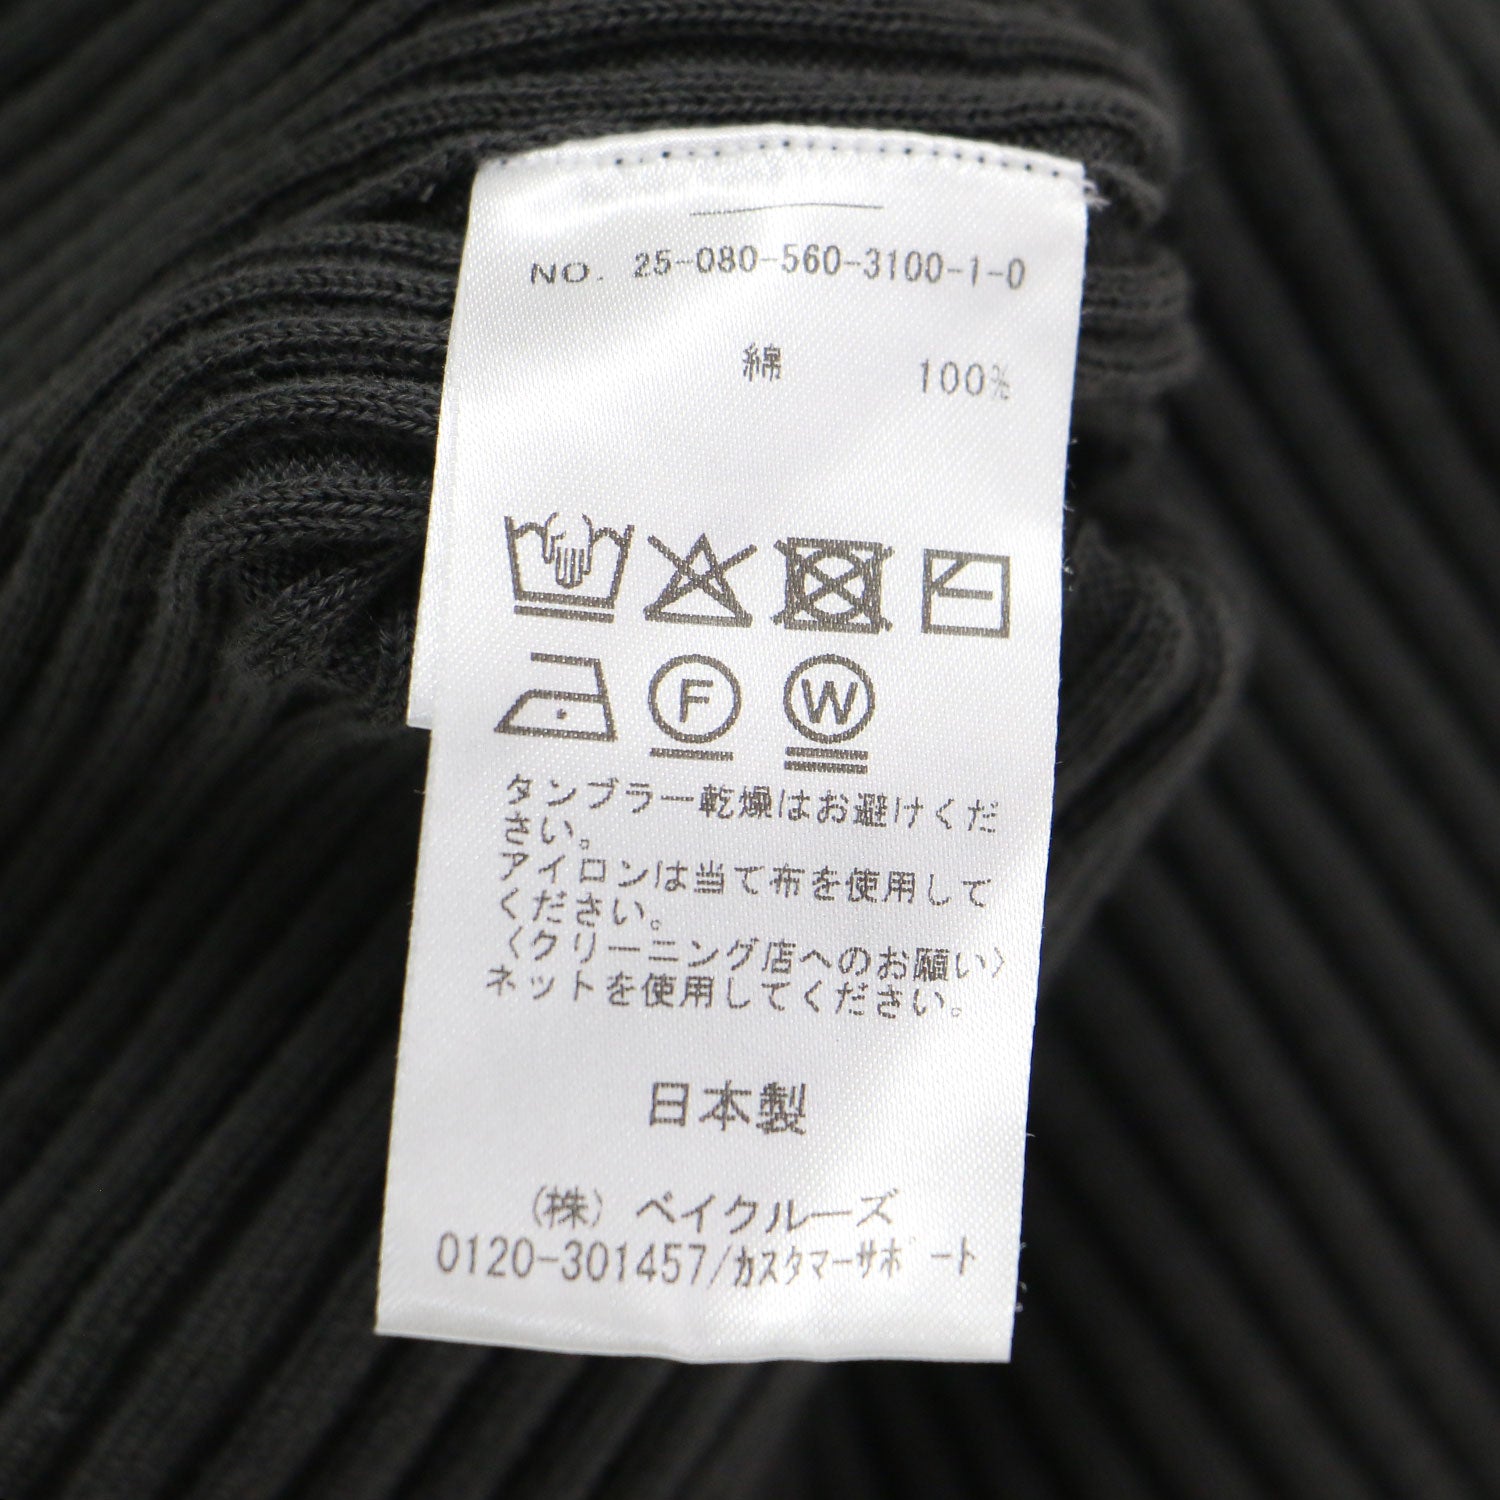 NO. 25-080-560-3100-1-0
綿 100%
F W
タンブラー乾燥はお避けくだ
さい。
アイロンは当て布を使用して
ください。
〈クリーニング店へのお願い〉
ネットを使用してください。
日本製
(株) ベイクルーズ
0120-301457/ｶｽﾀﾏｰｻﾎﾟｰﾄ